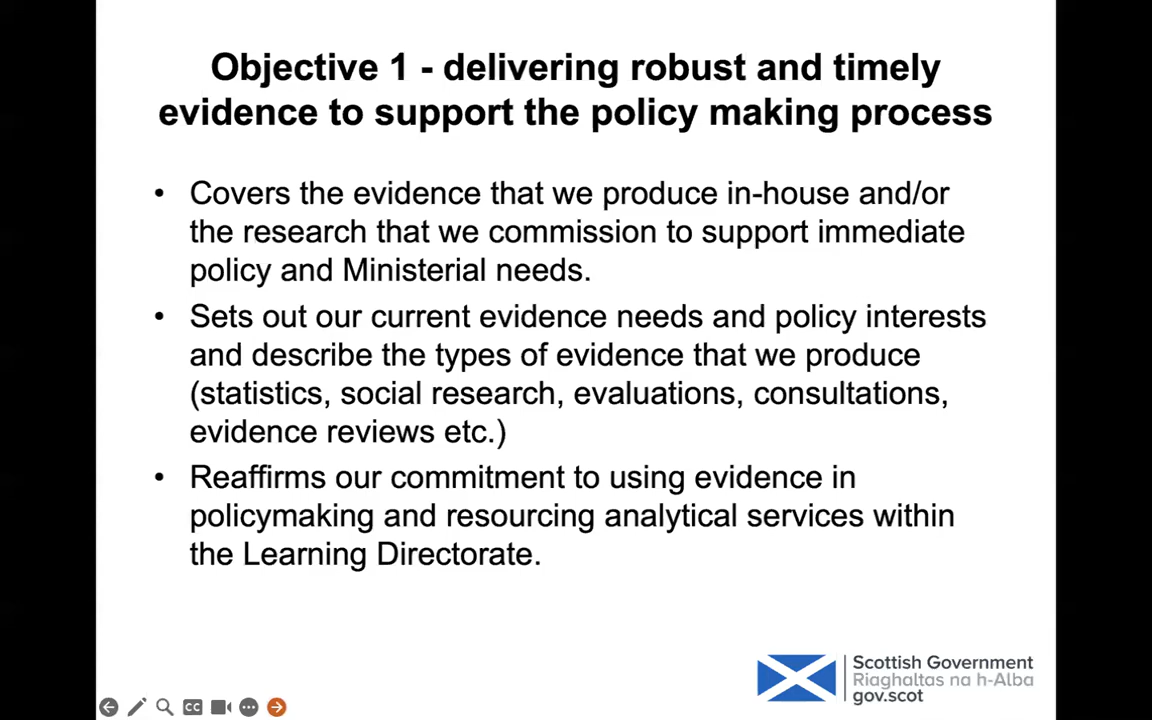 Objective 1 - delivering robust and timely
evidence to support the policy making process
• Covers the evidence that we produce in-house and/or
the research that we commission to support immediate
policy and Ministerial needs.
• Sets out our current evidence needs and policy interests
and describe the types of evidence that we produce
(statistics, social research, evaluations, consultations,
evidence reviews etc.)
• Reaffirms our commitment to using evidence in
policymaking and resourcing analytical services within
the Learning Directorate.
Scottish Government
Riaghaltas na h-Alba
gov.scot
CC